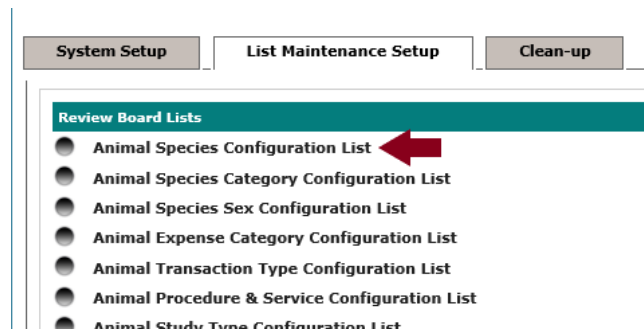 System Setup
List Maintenance Setup
Clean-up
Review Board Lists
Animal Species Configuration List
Animal Species Category Configuration List
Animal Species Sex Configuration List
Animal Expense Category Configuration List
Animal Transaction Type Configuration List
Animal Procedure & Service Configuration List
Animal Study Type Configuration List